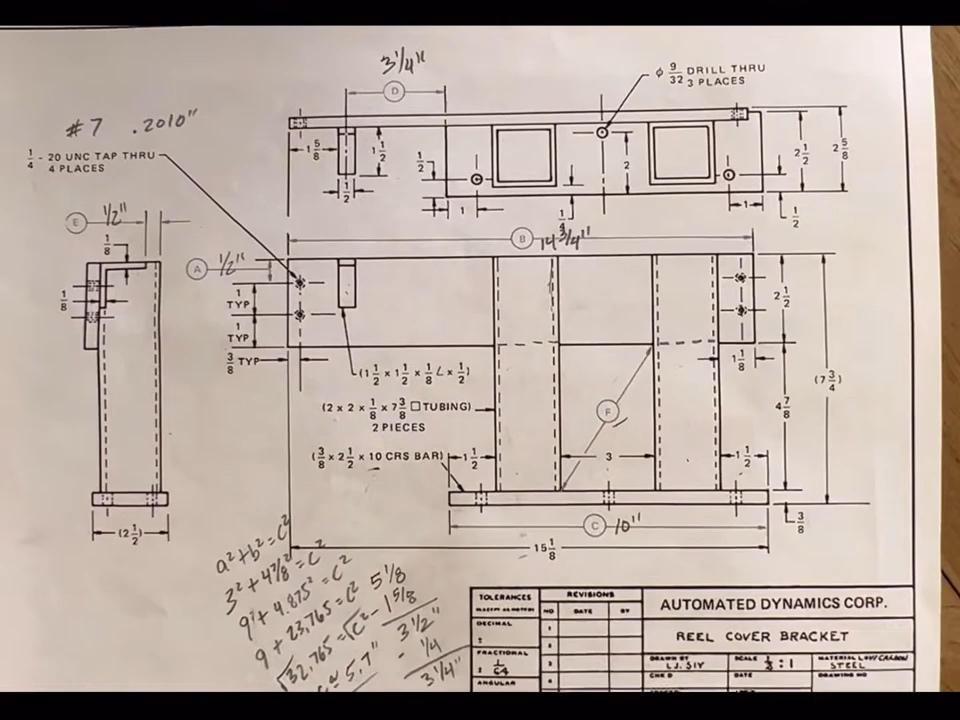 3 1/4"
D
φ 9/32 DRILL THRU
3 PLACES
# 7 .2010"
1/4 - 20 UNC TAP THRU
4 PLACES
1 5/8
1 1/2
1/2
1/2
2
2 1/2
2 5/8
1
1/4
1
1/2
E 1/2"
1/8
B 14 3/4"
A 1/2"
1/8
1 TYP
1 TYP
3/8 TYP
2 1/2
1 1/8
(7 3/4)
(1 1/2 x 1 1/2 x 1/8 ∠ x 1/2)
(2 x 2 x 1/8 x 7 3/8 □ TUBING)
2 PIECES
F
4 7/8
(3/8 x 2 1/2 x 10 CRS BAR)
1 1/2
3
1 1/2
(2 1/2)
C 10"
3/8
15 1/8
a² + b² = c²
3² + 4 7/8² = c²
9 + 4.875² = c²
9 + 23,765 = c²
√32,765 = √c²
c ≈ 5.7"
5 1/8
- 1 5/8
3 1/2"
- 1/4
3 1/4"
TOLERANCES
DECIMAL
±
FRACTIONAL
± 1/64
ANGULAR
REVISIONS
NO. DATE BY
1
2
3
4
AUTOMATED DYNAMICS CORP.
REEL COVER BRACKET
DRAWN BY
L.J. SIY
SCALE 1/3 : 1
MATERIAL LOW CARBON
STEEL
CHK'D
DATE
DRAWING NO